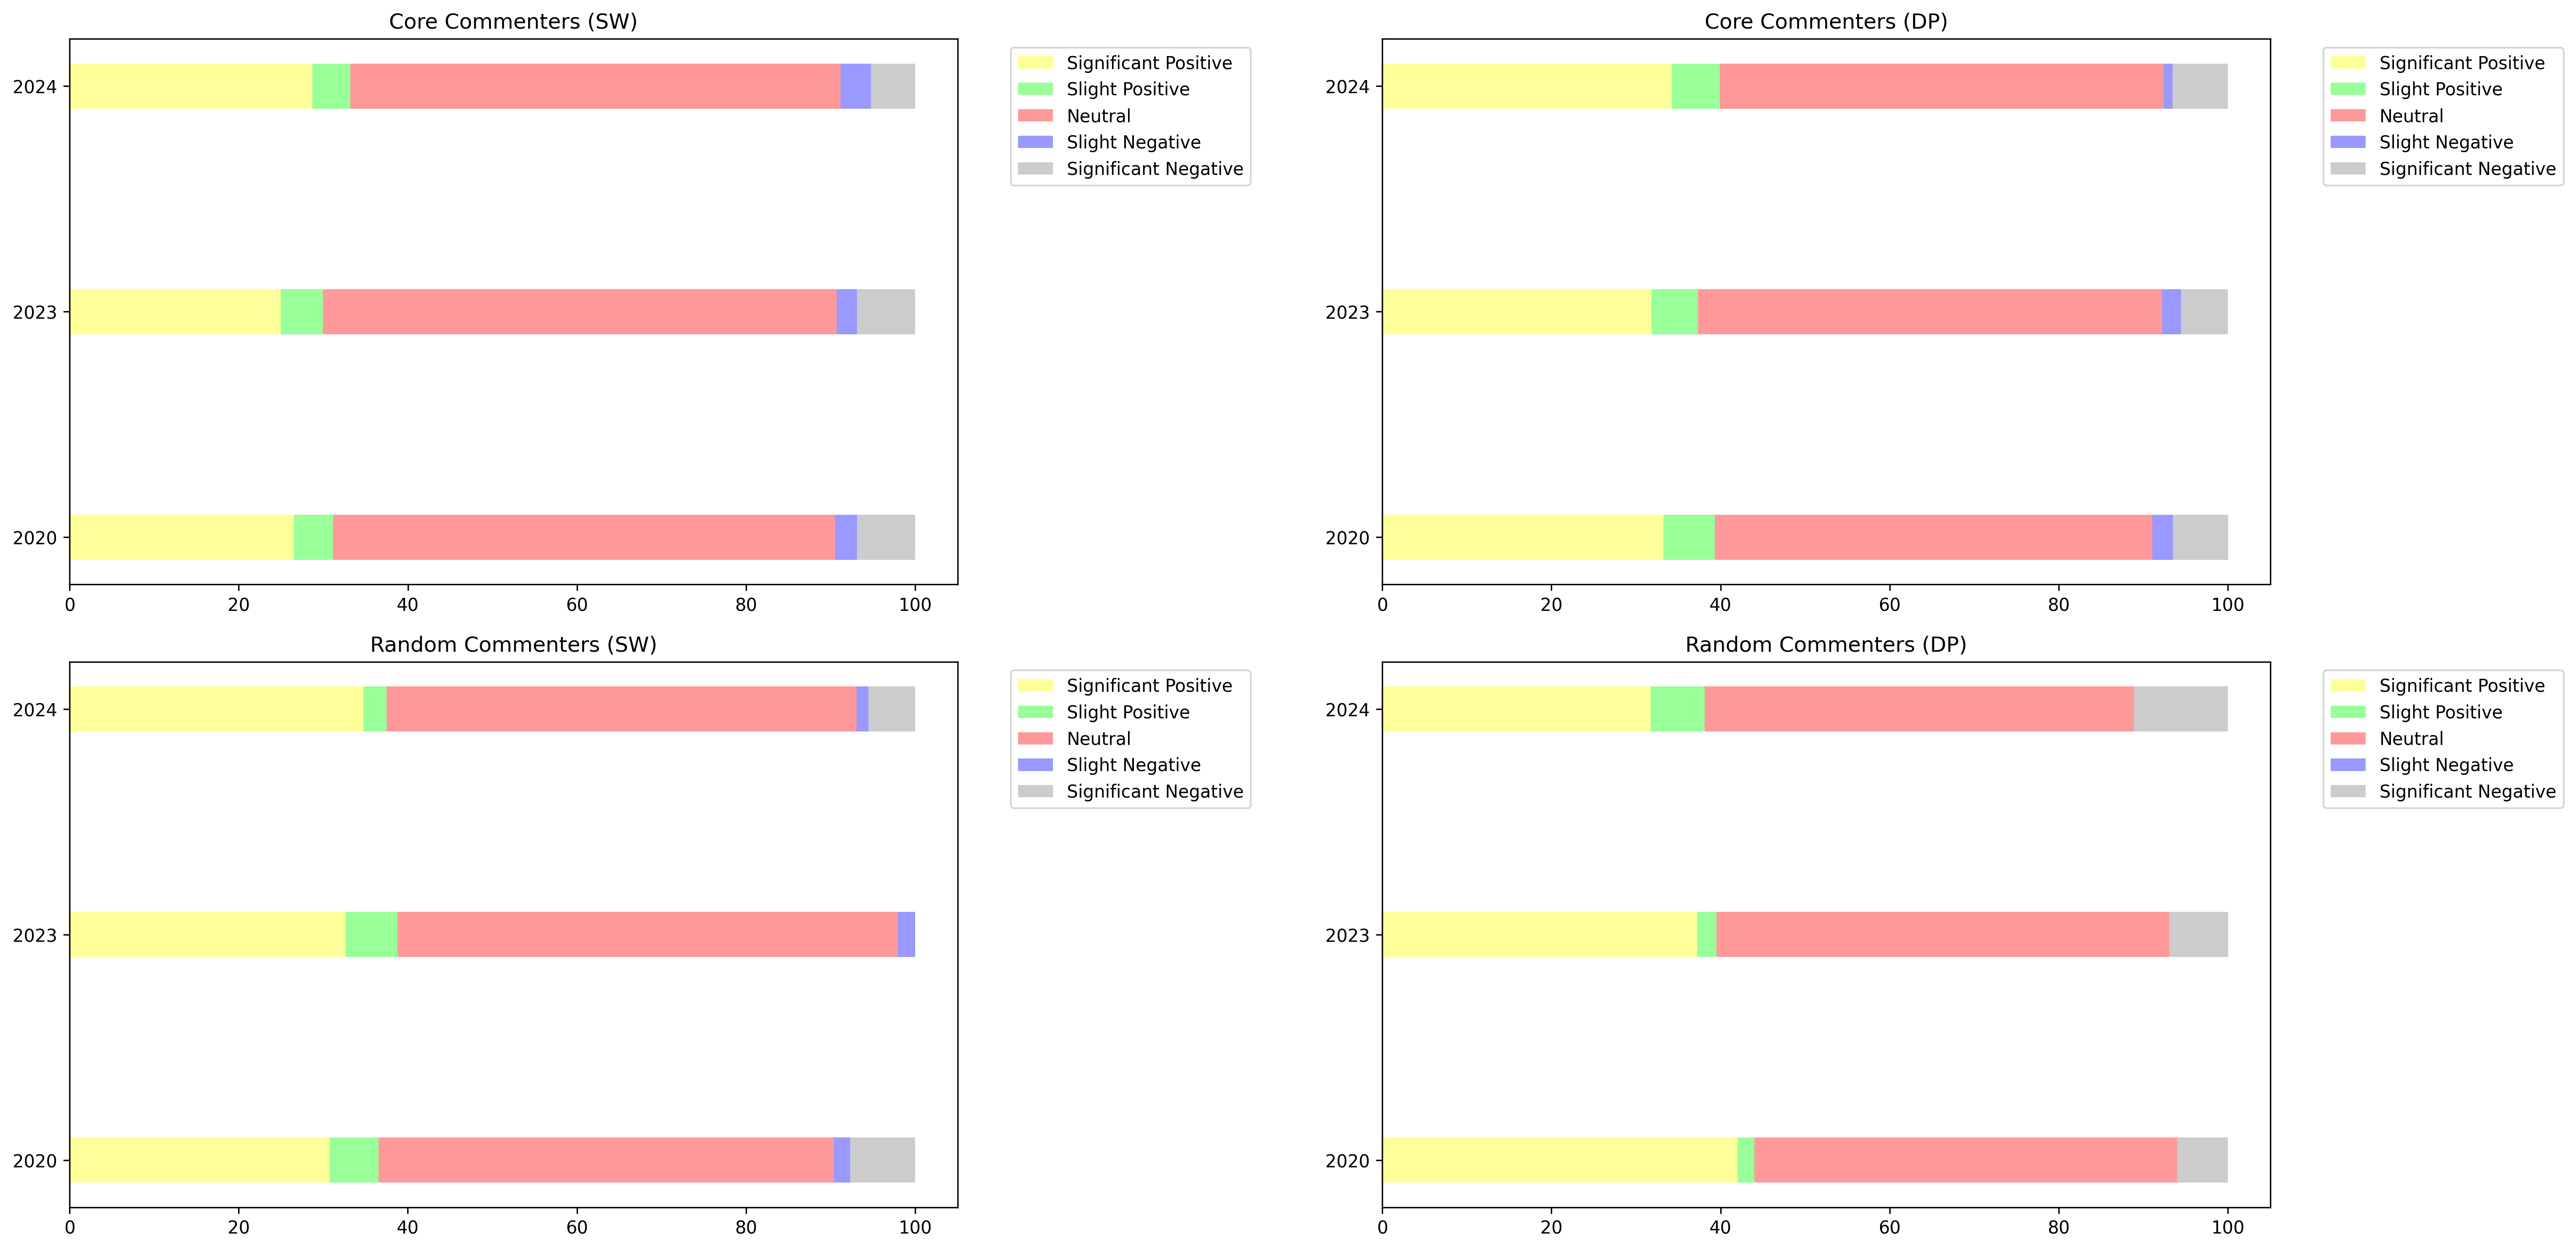 Core Commenters (SW)
2024
2023
2020
0 20 40 60 80 100
Significant Positive
Slight Positive
Neutral
Slight Negative
Significant Negative
Core Commenters (DP)
2024
2023
2020
0 20 40 60 80 100
Significant Positive
Slight Positive
Neutral
Slight Negative
Significant Negative
Random Commenters (SW)
2024
2023
2020
0 20 40 60 80 100
Significant Positive
Slight Positive
Neutral
Slight Negative
Significant Negative
Random Commenters (DP)
2024
2023
2020
0 20 40 60 80 100
Significant Positive
Slight Positive
Neutral
Slight Negative
Significant Negative